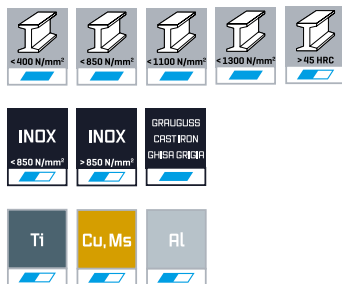 <400 N/mm²
<850 N/mm²
<1100 N/mm²
<1300 N/mm²
>45 HRC
INOX
<850 N/mm²
INOX
>850 N/mm²
GRAUGUSS
CAST IRON
GHISA GRIGIA
Ti
Cu, Ms
Al